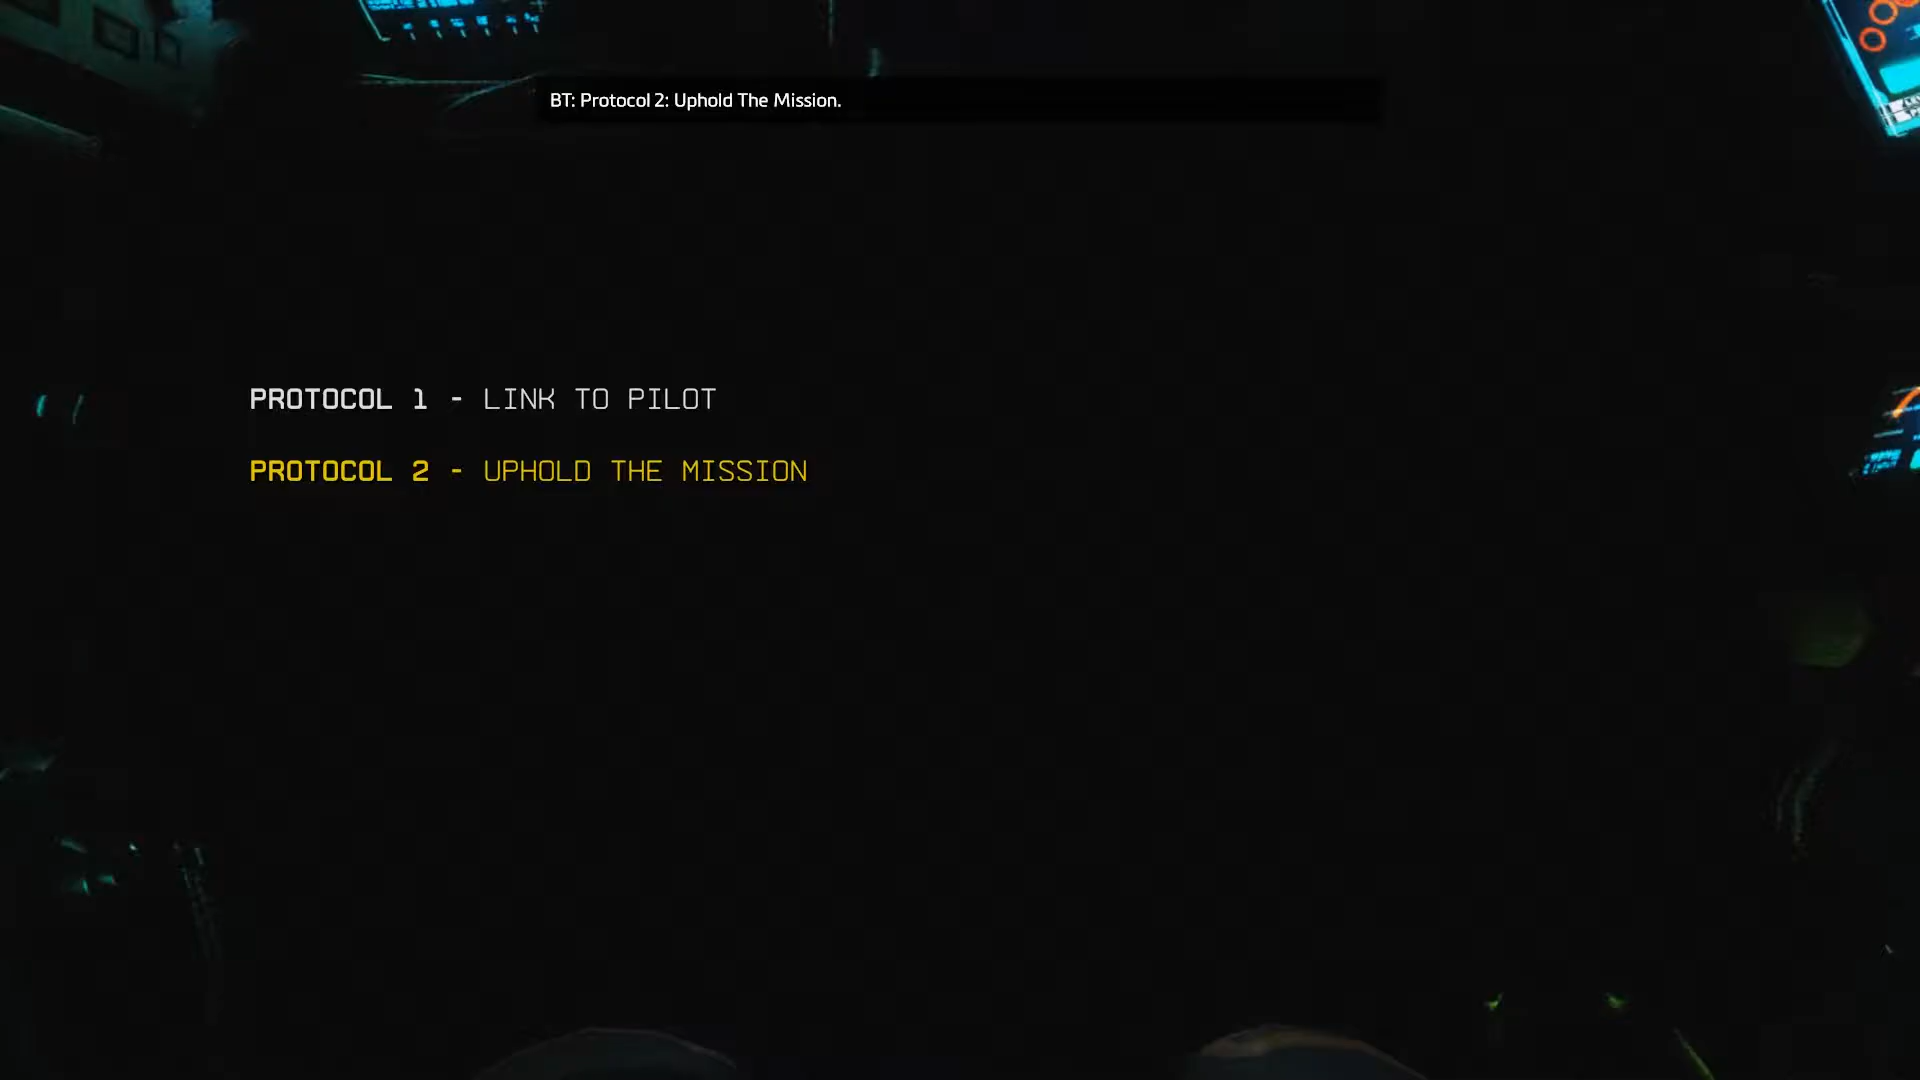 BT: Protocol 2: Uphold The Mission.
PROTOCOL 1 - LINK TO PILOT
PROTOCOL 2 - UPHOLD THE MISSION